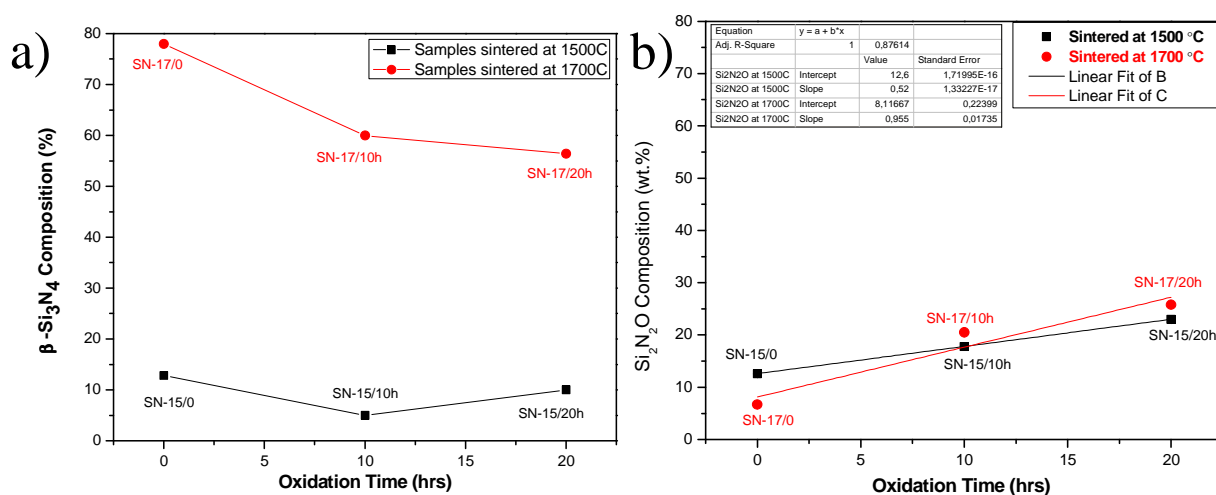 a)
Samples sintered at 1500C
Samples sintered at 1700C
SN-17/0
SN-17/10h
SN-17/20h
SN-15/0
SN-15/10h
SN-15/20h
β-Si₃N₄ Composition (%)
80
70
60
50
40
30
20
10
0
0 5 10 15 20
Oxidation Time (hrs)
b)
Equation y = a + b*x
Adj. R-Square 1 0,87614
Value Standard Error
Si2N2O at 1500C Intercept 12,6 1,71995E-16
Si2N2O at 1500C Slope 0,52 1,33227E-17
Si2N2O at 1700C Intercept 8,11667 0,22399
Si2N2O at 1700C Slope 0,955 0,01735
Sintered at 1500 °C
Sintered at 1700 °C
Linear Fit of B
Linear Fit of C
SN-17/20h
SN-17/10h
SN-15/0
SN-15/10h
SN-15/20h
SN-17/0
Si₂N₂O Composition (wt.%)
80
70
60
50
40
30
20
10
0
0 5 10 15 20
Oxidation Time (hrs)